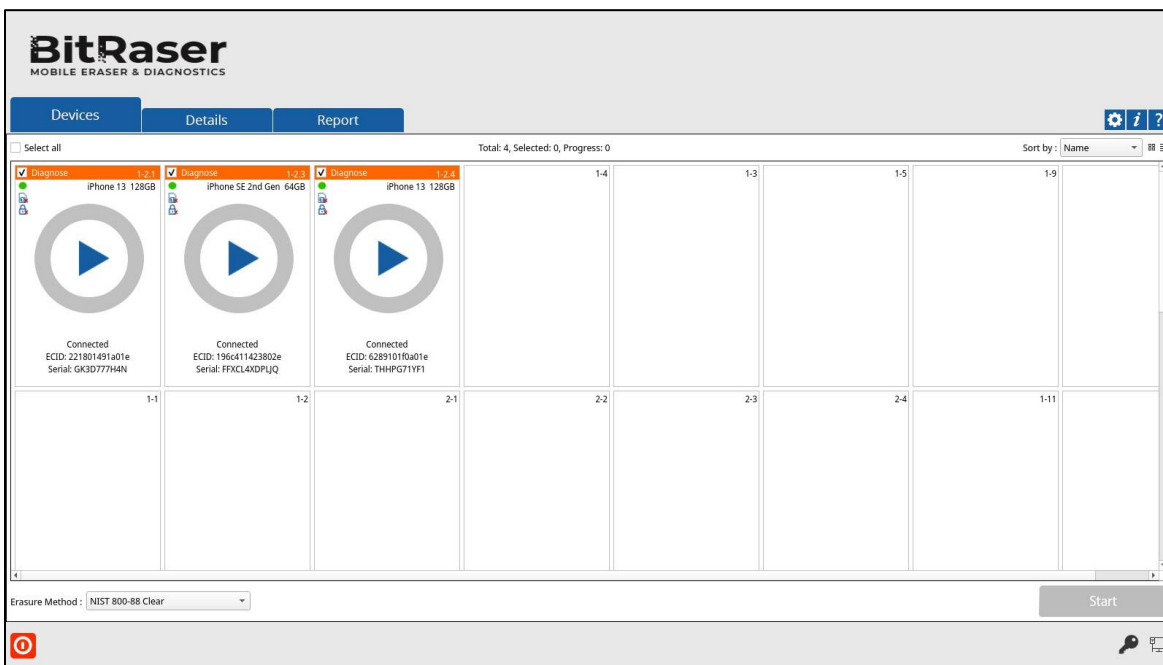 BitRaser
MOBILE ERASER & DIAGNOSTICS
Devices
Details
Report
i
?
Select all
Total: 4, Selected: 0, Progress: 0
Sort by : Name
Diagnose 1-2.1
iPhone 13 128GB
Connected
ECID: 221801491a01e
Serial: GK3D777H4N
Diagnose 1-2.3
iPhone SE 2nd Gen 64GB
Connected
ECID: 196c411423802e
Serial: FFXCL4XDPLJQ
Diagnose 1-2.4
iPhone 13 128GB
Connected
ECID: 6289101f0a01e
Serial: THHPG71YF1
1-4
1-3
1-5
1-9
1-1
1-2
2-1
2-2
2-3
2-4
1-11
Erasure Method : NIST 800-88 Clear
Start